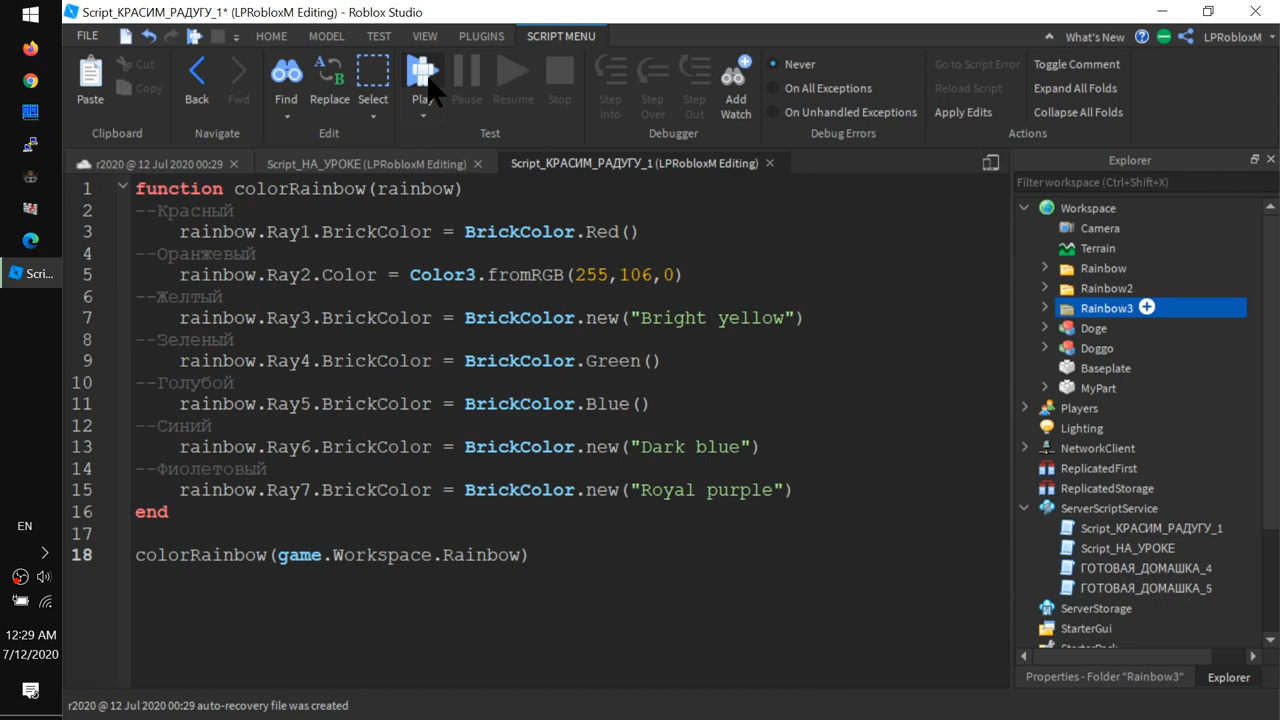 Script_КРАСИМ_РАДУГУ_1* (LPRobloxM Editing) - Roblox Studio
FILE HOME MODEL TEST VIEW PLUGINS SCRIPT MENU What's New LPRobloxM
Paste Cut Copy Back Fwd Find Replace Select Play Pause Resume Stop Step Into Step Over Step Out Add Watch
Never
On All Exceptions
On Unhandled Exceptions
Go to Script Error
Reload Script
Apply Edits
Toggle Comment
Expand All Folds
Collapse All Folds
Clipboard Navigate Edit Test Debugger Debug Errors Actions
r2020 @ 12 Jul 2020 00:29 Script_НА_УРОКЕ (LPRobloxM Editing) Script_КРАСИМ_РАДУГУ_1 (LPRobloxM Editing)
1 function colorRainbow(rainbow)
2 --Красный
3 rainbow.Ray1.BrickColor = BrickColor.Red()
4 --Оранжевый
5 rainbow.Ray2.Color = Color3.fromRGB(255,106,0)
6 --Желтый
7 rainbow.Ray3.BrickColor = BrickColor.new("Bright yellow")
8 --Зеленый
9 rainbow.Ray4.BrickColor = BrickColor.Green()
10 --Голубой
11 rainbow.Ray5.BrickColor = BrickColor.Blue()
12 --Синий
13 rainbow.Ray6.BrickColor = BrickColor.new("Dark blue")
14 --Фиолетовый
15 rainbow.Ray7.BrickColor = BrickColor.new("Royal purple")
16 end
17
18 colorRainbow(game.Workspace.Rainbow)
Explorer
Filter workspace (Ctrl+Shift+X)
Workspace
Camera
Terrain
Rainbow
Rainbow2
Rainbow3
Doge
Doggo
Baseplate
MyPart
Players
Lighting
NetworkClient
ReplicatedFirst
ReplicatedStorage
ServerScriptService
Script_КРАСИМ_РАДУГУ_1
Script_НА_УРОКЕ
ГОТОВАЯ_ДОМАШКА_4
ГОТОВАЯ_ДОМАШКА_5
ServerStorage
StarterGui
StarterPack
Properties - Folder "Rainbow3" Explorer
r2020 @ 12 Jul 2020 00:29 auto-recovery file was created
Scri...
EN
12:29 AM
7/12/2020